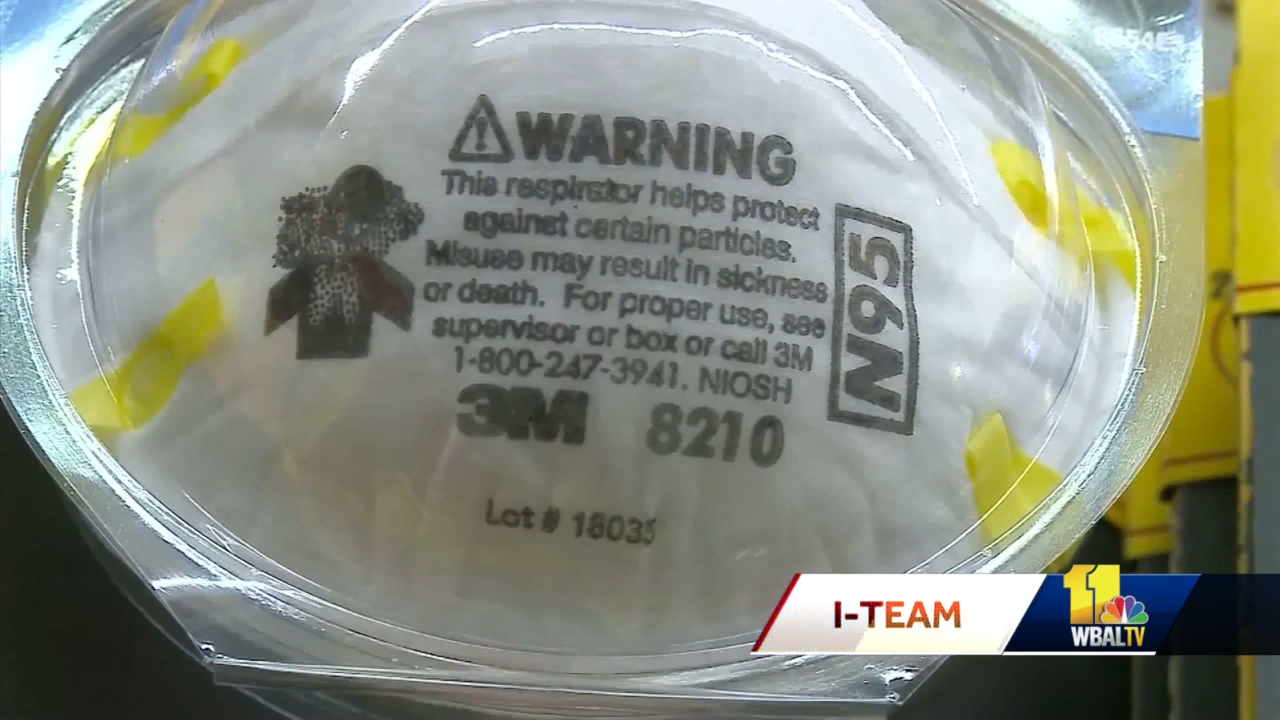 WARNING
This respirator helps protect
against certain particles.
Misuse may result in sickness
or death. For proper use, see
supervisor or box or call 3M
1-800-247-3941. NIOSH
3M 8210
N95
Lot # 18035
I-TEAM
11
WBALTV